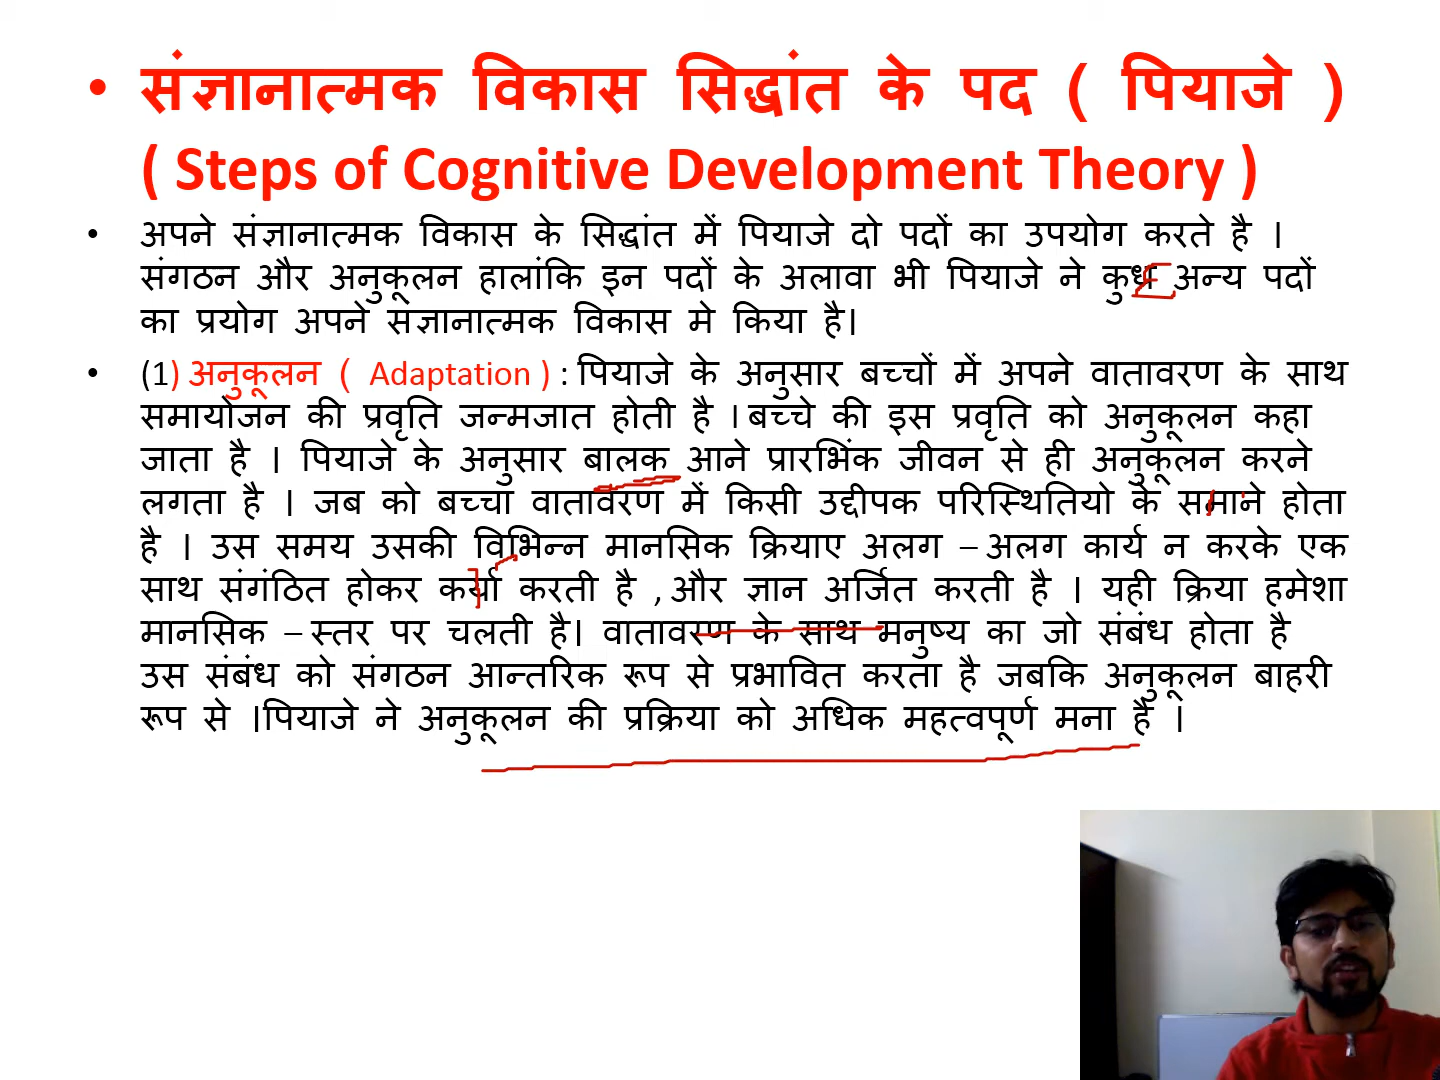 • संज्ञानात्मक विकास सिद्धांत के पद ( पियाजे )
( Steps of Cognitive Development Theory )
• अपने संज्ञानात्मक विकास के सिद्धांत में पियाजे दो पदों का उपयोग करते है ।
संगठन और अनुकूलन हालांकि इन पदों के अलावा भी पियाजे ने कुध अन्य पदों
का प्रयोग अपने संज्ञानात्मक विकास मे किया है।
• (1) अनुकूलन ( Adaptation ) : पियाजे के अनुसार बच्चों में अपने वातावरण के साथ
समायोजन की प्रवृति जन्मजात होती है । बच्चे की इस प्रवृति को अनुकूलन कहा
जाता है । पियाजे के अनुसार बालक आने प्रारभिंक जीवन से ही अनुकूलन करने
लगता है । जब को बच्चा वातावरण में किसी उद्दीपक परिस्थितियो के समाने होता
है । उस समय उसकी विभिन्न मानसिक क्रियाए अलग – अलग कार्य न करके एक
साथ संगंठित होकर कर्या करती है , और ज्ञान अर्जित करती है । यही क्रिया हमेशा
मानसिक – स्तर पर चलती है। वातावरण के साथ मनुष्य का जो संबंध होता है
उस संबंध को संगठन आन्तरिक रूप से प्रभावित करता है जबकि अनुकूलन बाहरी
रूप से ।पियाजे ने अनुकूलन की प्रक्रिया को अधिक महत्वपूर्ण मना है ।